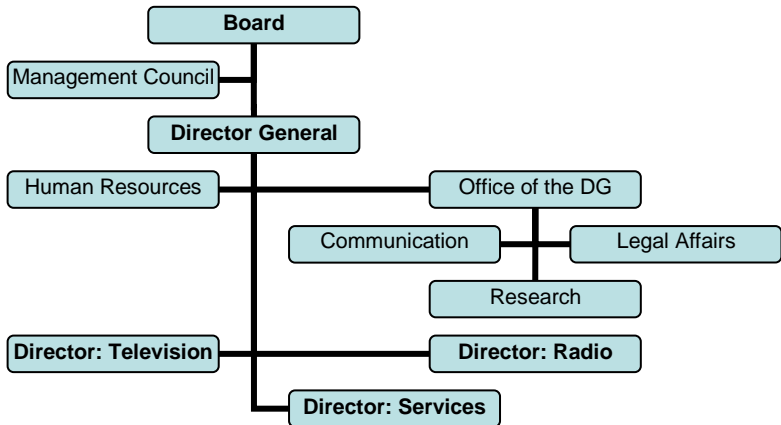 Board
Management Council
Director General
Human Resources
Office of the DG
Communication
Legal Affairs
Research
Director: Television
Director: Radio
Director: Services